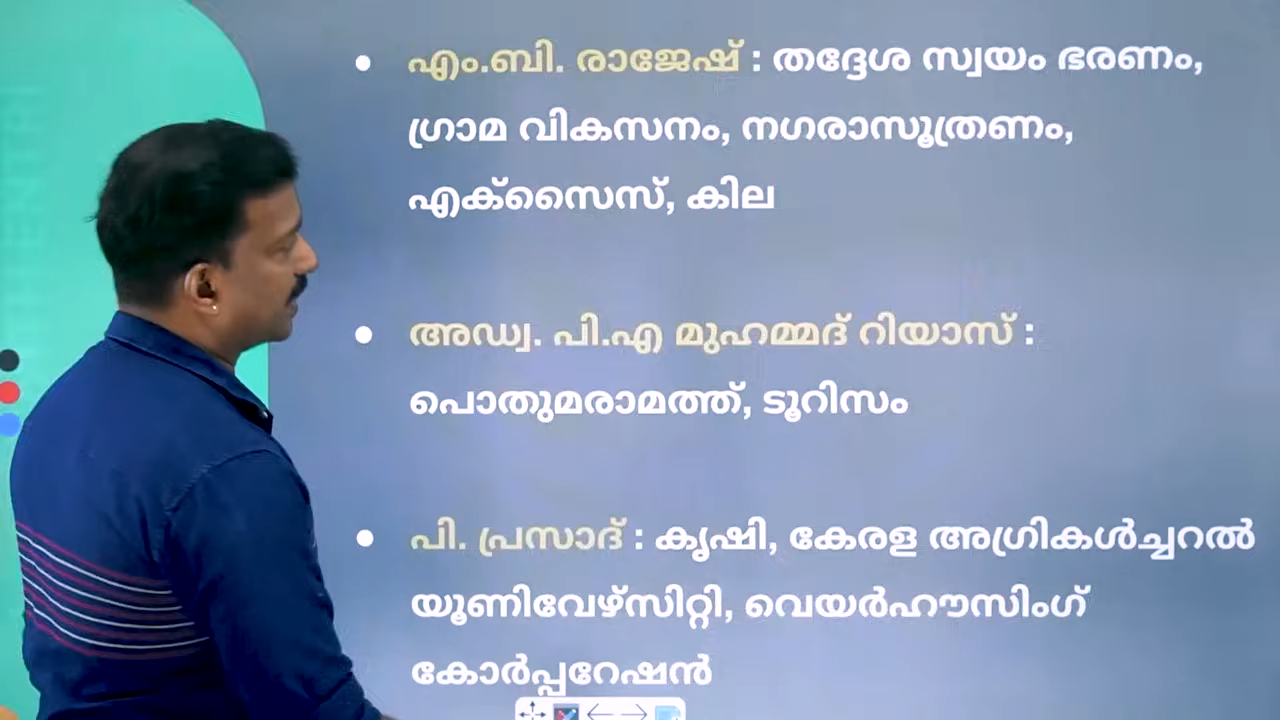 എം.ബി. രാജേഷ് : തദ്ദേശ സ്വയം ഭരണം,
ഗ്രാമ വികസനം, നഗരാസൂത്രണം,
എക്സൈസ്, കില
അഡ്വ. പി.എ മുഹമ്മദ് റിയാസ് :
പൊതുമരാമത്ത്, ടൂറിസം
പി. പ്രസാദ് : കൃഷി, കേരള അഗ്രികൾച്ചറൽ
യൂണിവേഴ്സിറ്റി, വെയർഹൗസിംഗ്
കോർപ്പറേഷൻ